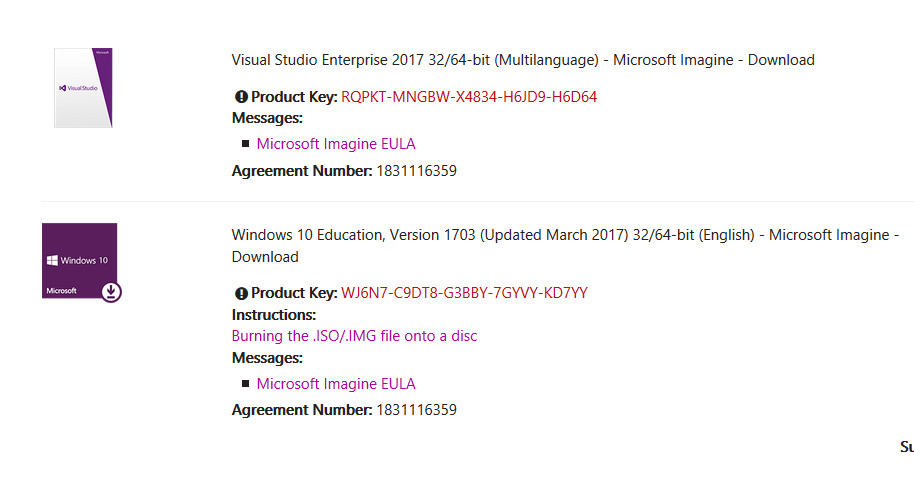 Visual Studio Enterprise 2017 32/64-bit (Multilanguage) - Microsoft Imagine - Download
Microsoft
Visual Studio
Product Key: RQPKT-MNGBW-X4834-H6JD9-H6D64
Messages:
Microsoft Imagine EULA
Agreement Number: 1831116359
Windows 10 Education, Version 1703 (Updated March 2017) 32/64-bit (English) - Microsoft Imagine -
Download
Windows 10
Microsoft
Product Key: WJ6N7-C9DT8-G3BBY-7GYVY-KD7YY
Instructions:
Burning the .ISO/.IMG file onto a disc
Messages:
Microsoft Imagine EULA
Agreement Number: 1831116359
Su